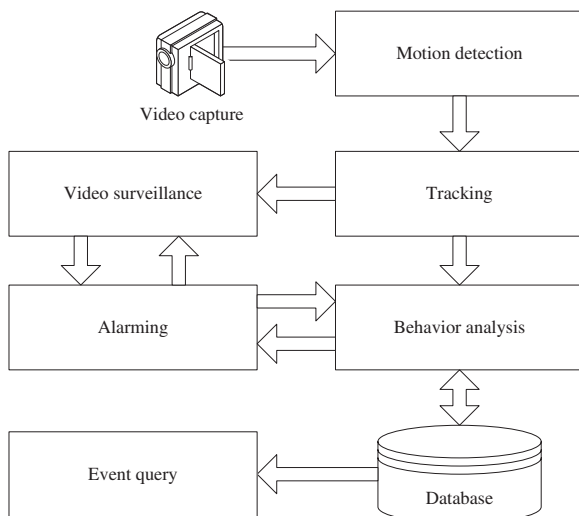 Motion detection
Video capture
Video surveillance
Tracking
Alarming
Behavior analysis
Event query
Database